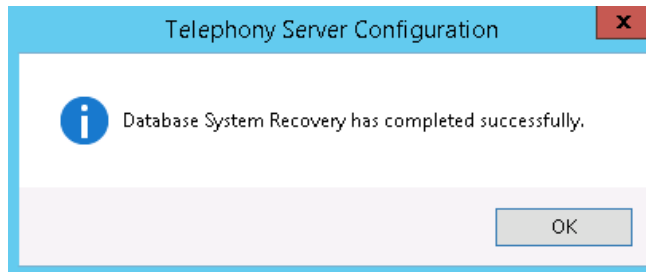 Telephony Server Configuration
x
Database System Recovery has completed successfully.
OK